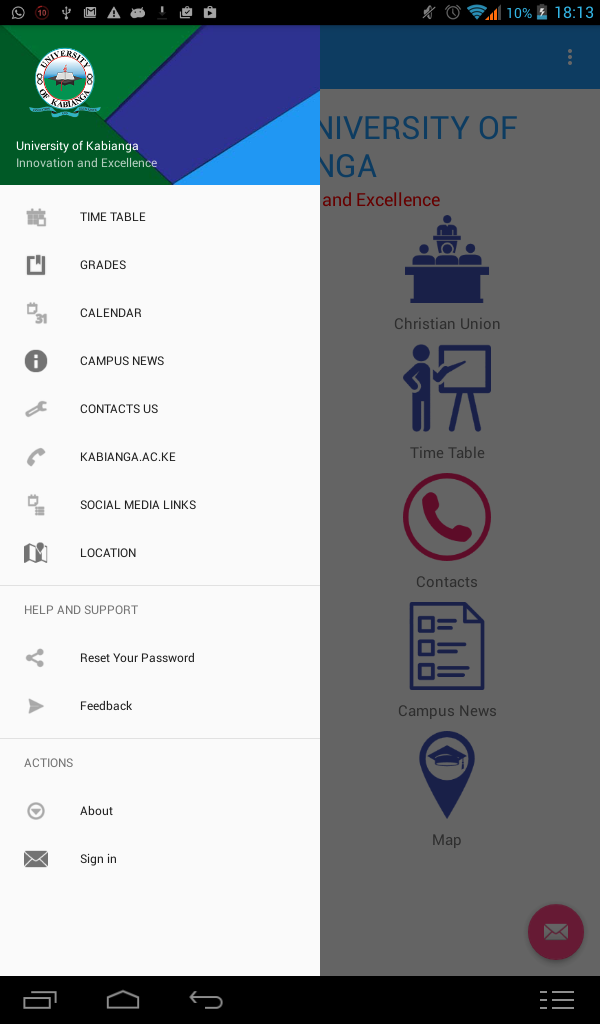 10
10%
18:13
UNIVERSITY
OF KABIANGA
University of Kabianga
Innovation and Excellence
TIME TABLE
GRADES
31
CALENDAR
CAMPUS NEWS
CONTACTS US
KABIANGA.AC.KE
SOCIAL MEDIA LINKS
LOCATION
HELP AND SUPPORT
Reset Your Password
Feedback
ACTIONS
About
Sign in
NIVERSITY OF
NGA
and Excellence
Christian Union
Time Table
Contacts
Campus News
Map